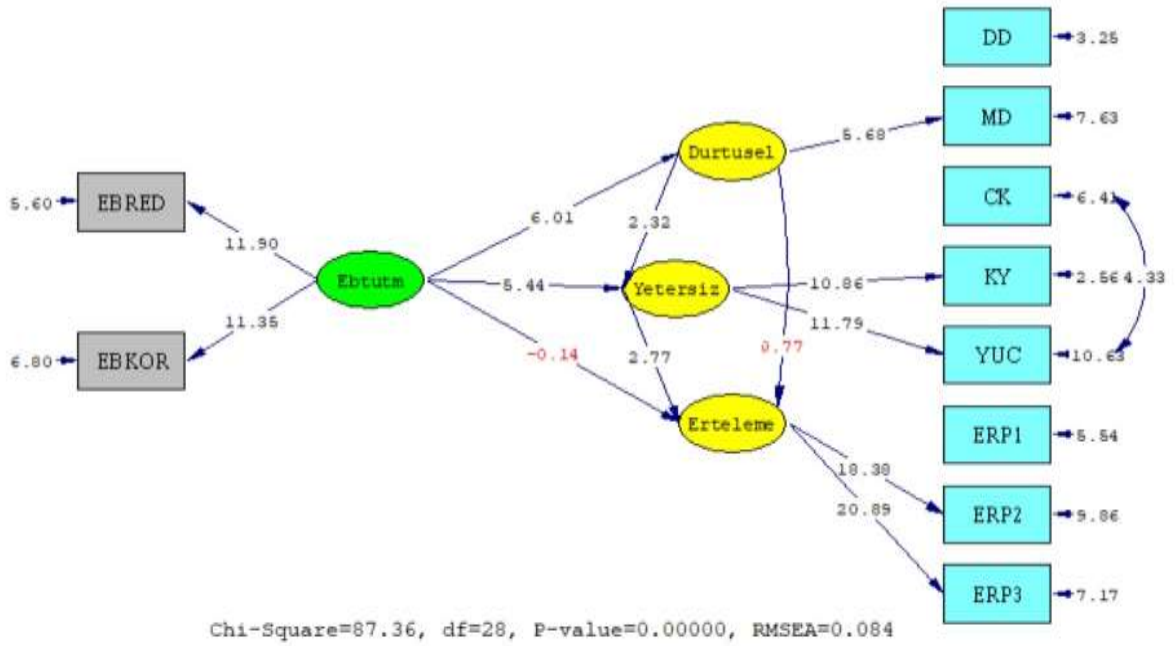 DD
3.25
MD
7.63
Durtusel
5.68
CK
6.41
EBRED
5.60
11.90
6.01
2.32
Ebtutm
5.44
Yetersiz
10.86
KY
2.56
4.33
11.79
11.35
EBKOR
6.80
-0.14
2.77
0.77
YUC
10.63
Erteleme
ERP1
5.54
18.38
20.89
ERP2
9.86
ERP3
7.17
Chi-Square=87.36, df=28, P-value=0.00000, RMSEA=0.084